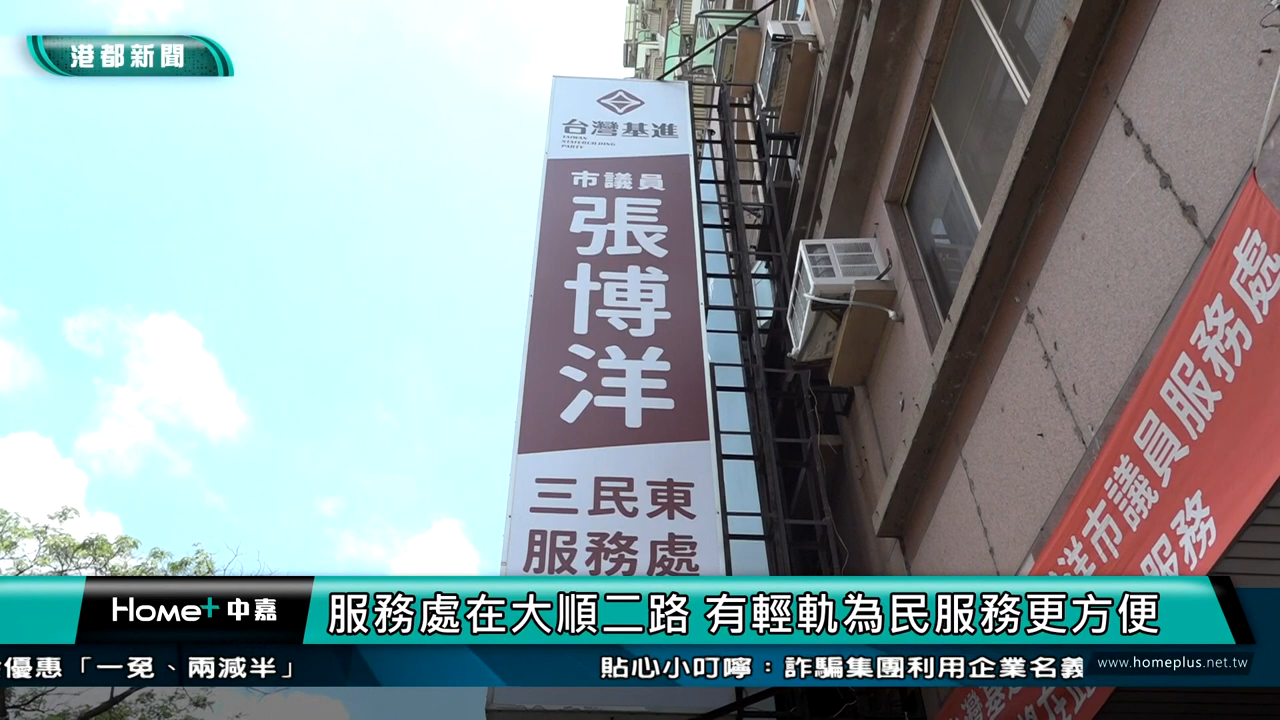 港都新聞
台灣基進
TAIWAN
STATEBUILDING
PARTY
市議員
張博洋
三民東
服務處
洋市議員服務處
服務
Home+中嘉
服務處在大順二路 有輕軌為民服務更方便
優惠「一冕、兩減半」
貼心小叮嚀：詐騙集團利用企業名義
www.homeplus.net.tw